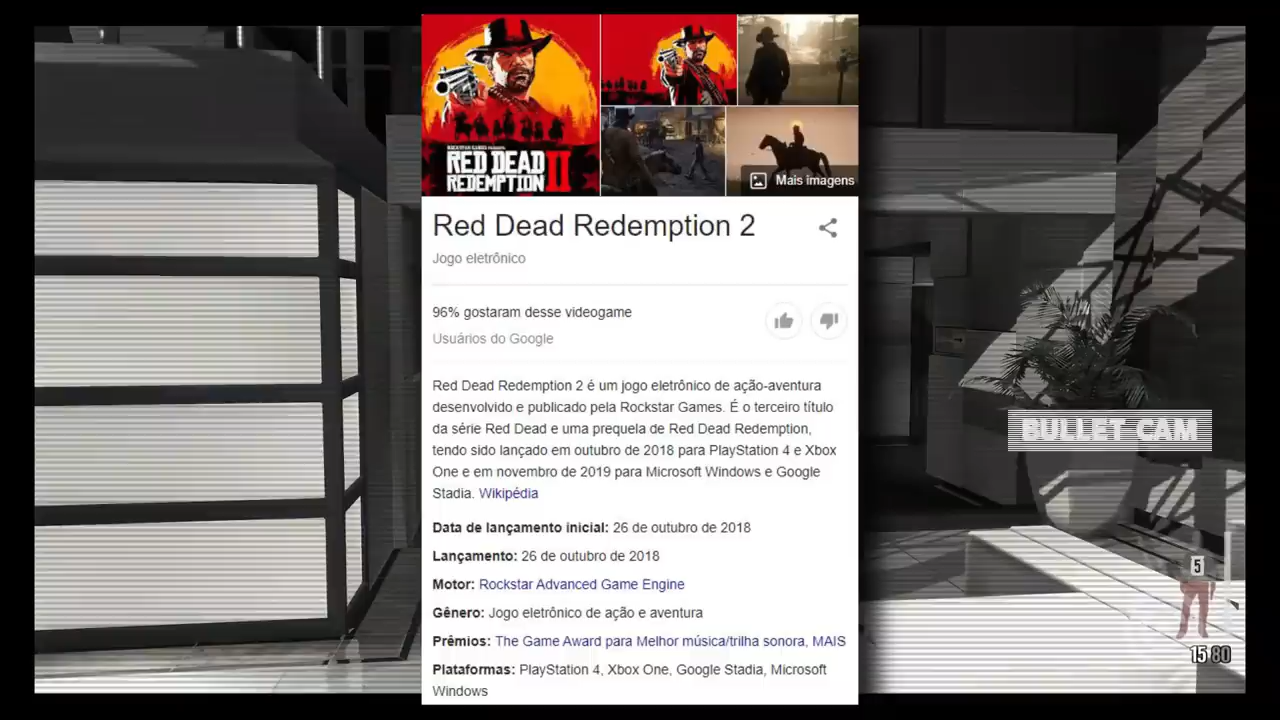 RED DEAD
REDEMPTION II
Mais imagens
Red Dead Redemption 2
Jogo eletrônico
96% gostaram desse videogame
Usuários do Google
Red Dead Redemption 2 é um jogo eletrônico de ação-aventura
desenvolvido e publicado pela Rockstar Games. É o terceiro título
da série Red Dead e uma prequela de Red Dead Redemption,
tendo sido lançado em outubro de 2018 para PlayStation 4 e Xbox
One e em novembro de 2019 para Microsoft Windows e Google
Stadia. Wikipédia
Data de lançamento inicial: 26 de outubro de 2018
Lançamento: 26 de outubro de 2018
Motor: Rockstar Advanced Game Engine
Gênero: Jogo eletrônico de ação e aventura
Prêmios: The Game Award para Melhor música/trilha sonora, MAIS
Plataformas: PlayStation 4, Xbox One, Google Stadia, Microsoft
Windows
BULLET CAM
5
15 80